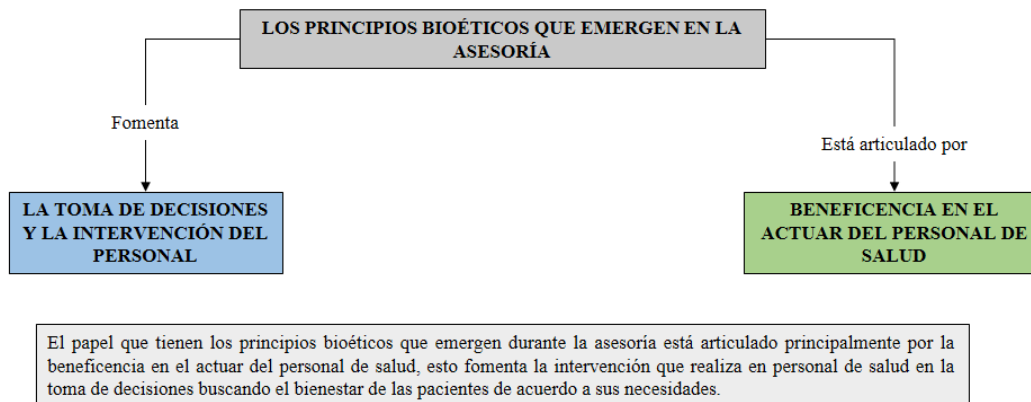 LOS PRINCIPIOS BIOÉTICOS QUE EMERGEN EN LA
ASESORÍA
Fomenta
Está articulado por
LA TOMA DE DECISIONES
Y LA INTERVENCIÓN DEL
PERSONAL
BENEFICENCIA EN EL
ACTUAR DEL PERSONAL DE
SALUD
El papel que tienen los principios bioéticos que emergen durante la asesoría está articulado principalmente por la
beneficencia en el actuar del personal de salud, esto fomenta la intervención que realiza en personal de salud en la
toma de decisiones buscando el bienestar de las pacientes de acuerdo a sus necesidades.